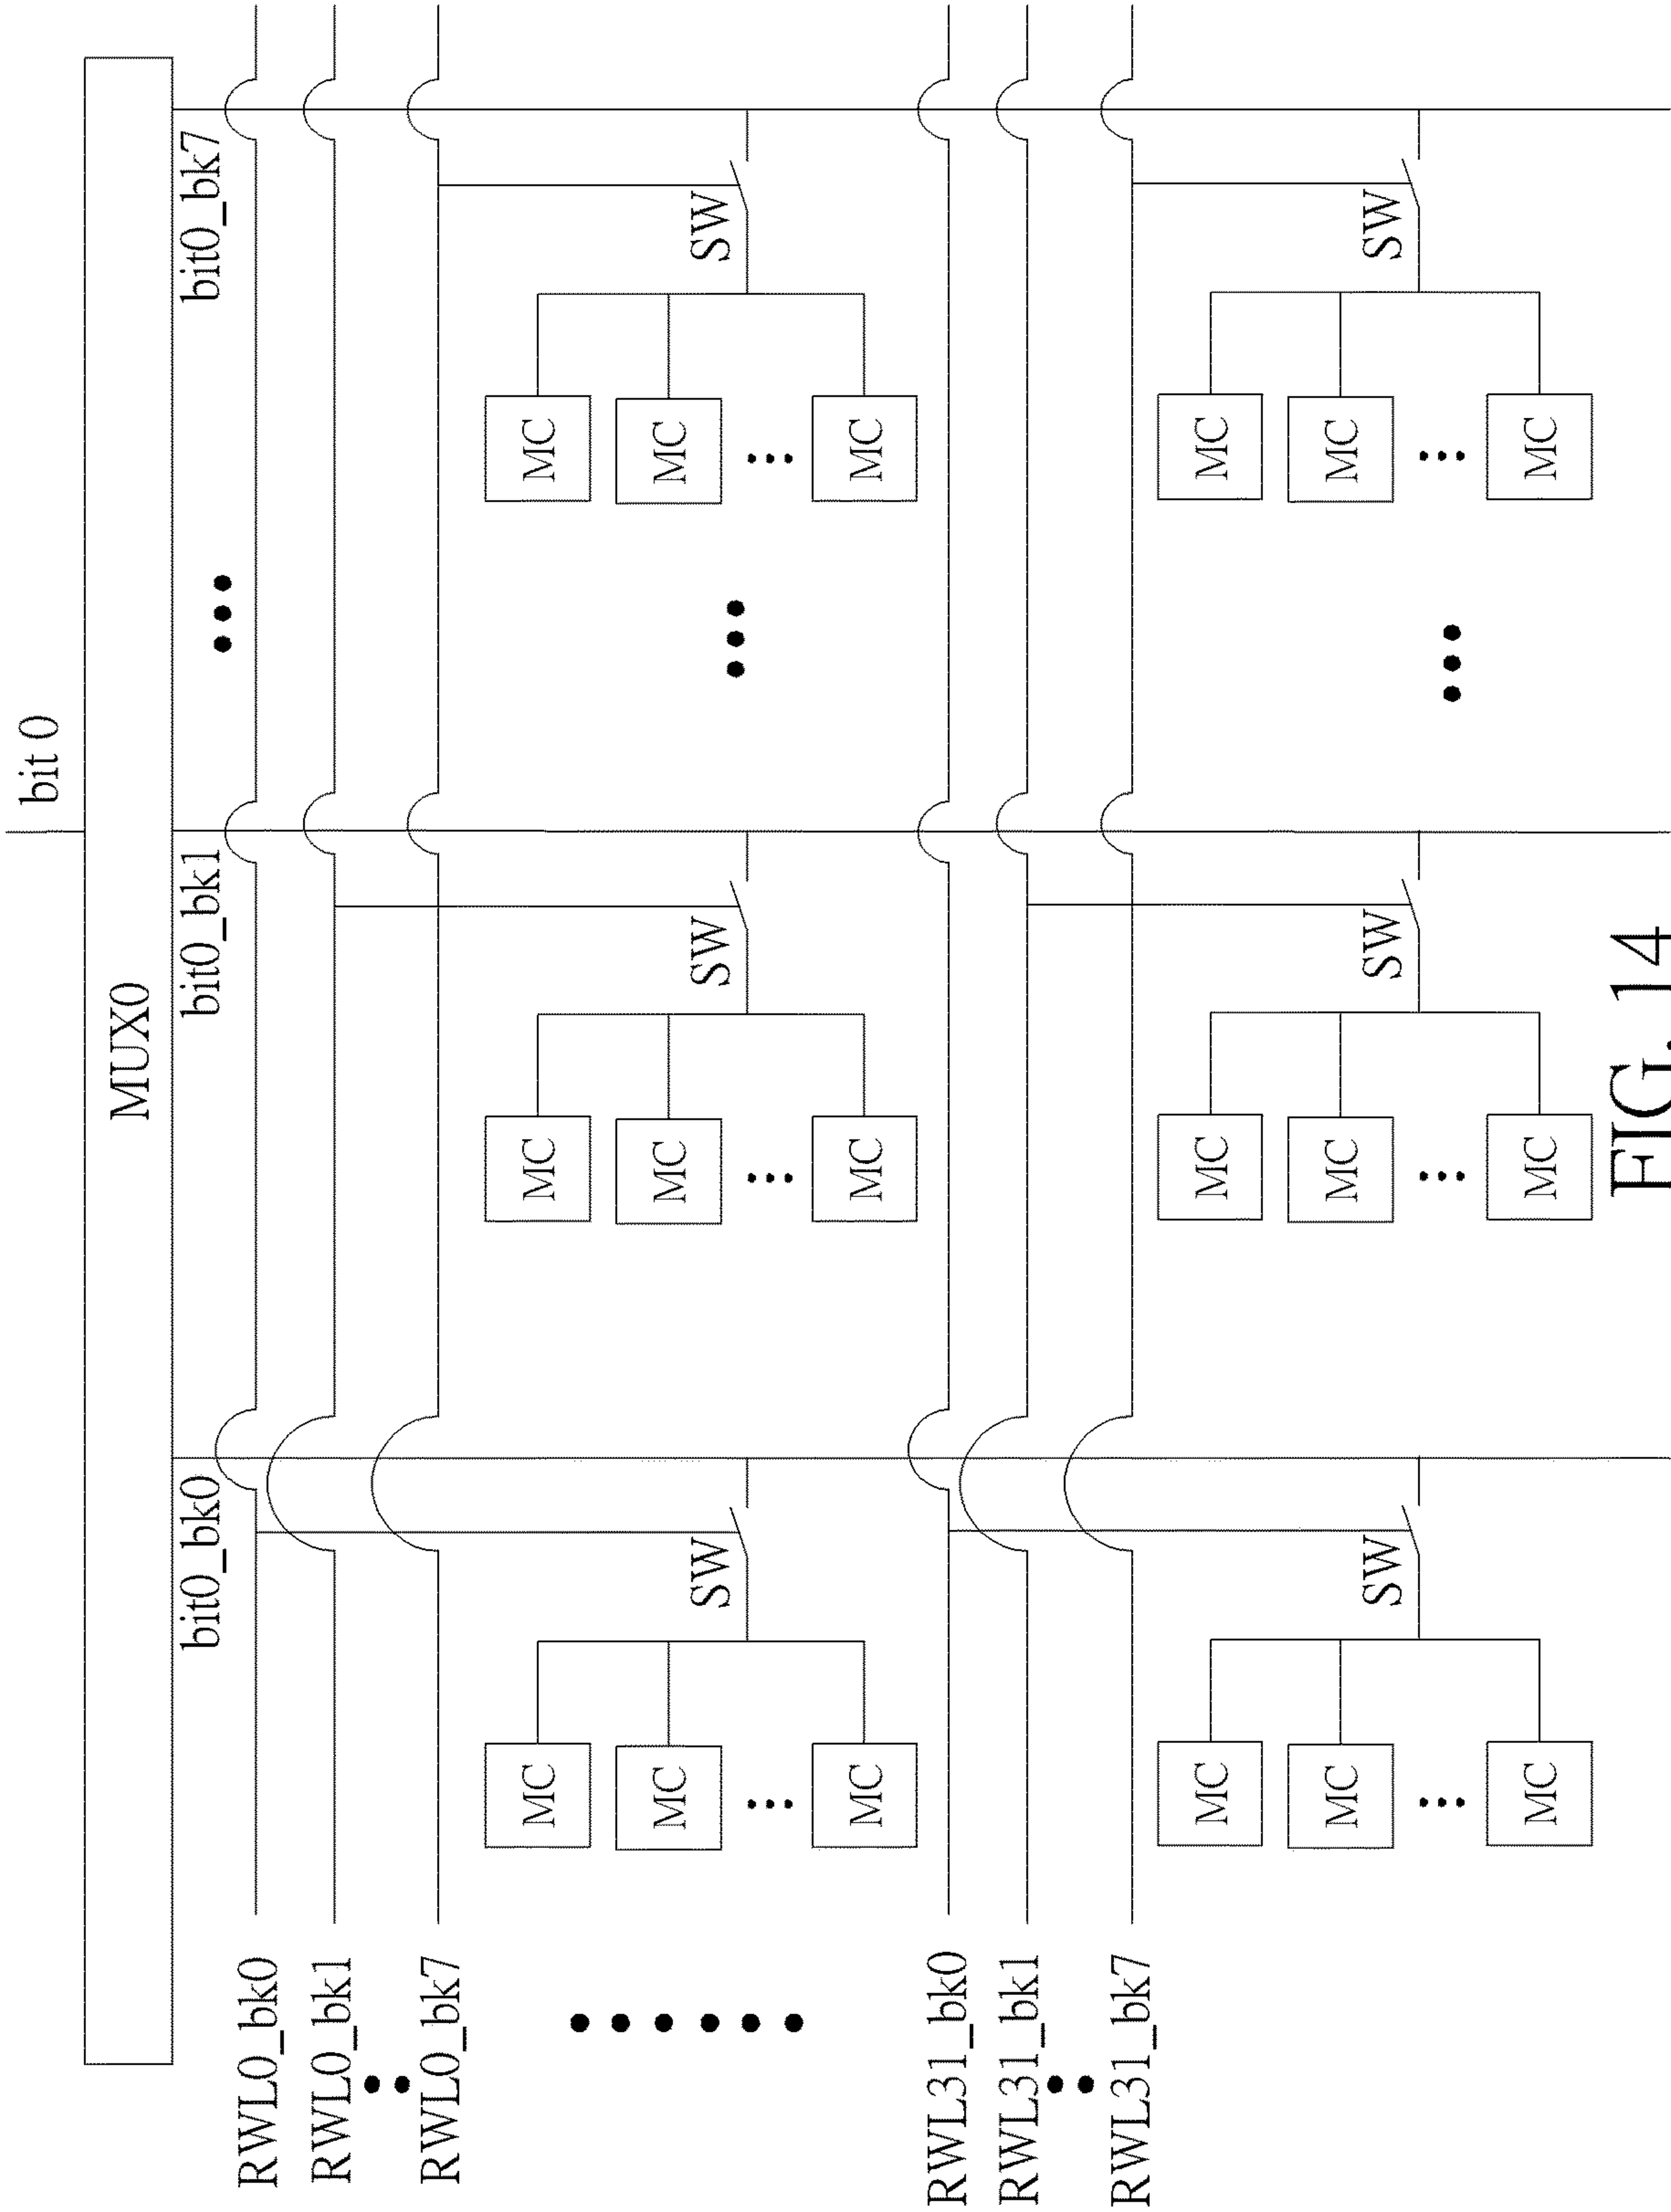 bit 0
MUX0
bit0_bk0
bit0_bk1
bit0_bk7
RWL0_bk0
RWL0_bk1
RWL0_bk7
SW
SW
SW
MC
MC
MC
MC
MC
MC
MC
MC
MC
RWL31_bk0
RWL31_bk1
RWL31_bk7
SW
SW
SW
MC
MC
MC
MC
MC
MC
MC
MC
MC
FIG. 14